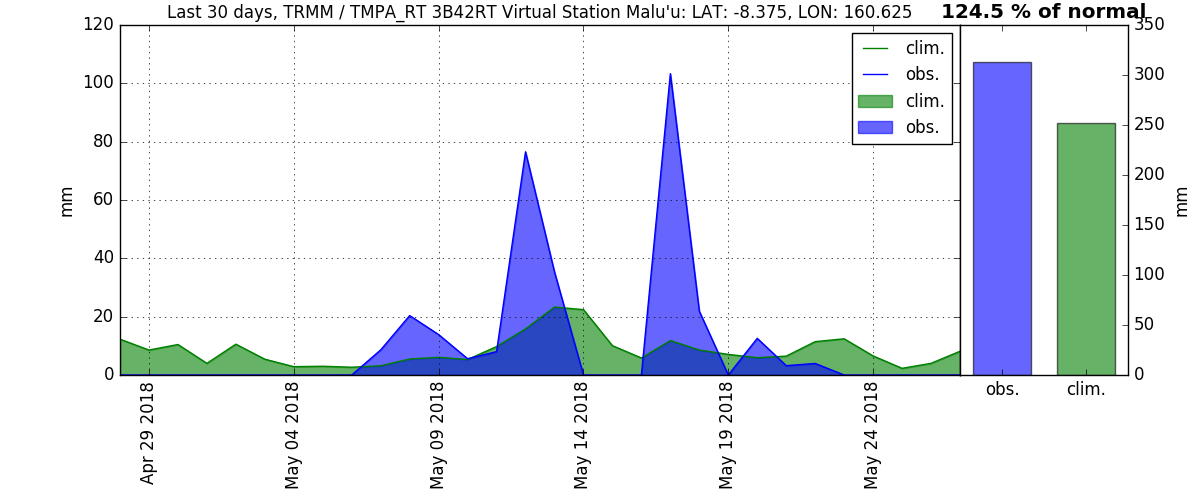 Last 30 days, TRMM / TMPA_RT 3B42RT Virtual Station Malu'u: LAT: -8.375, LON: 160.625
124.5 % of normal
120
100
80
60
40
20
0
mm
clim.
obs.
clim.
obs.
Apr 29 2018
May 04 2018
May 09 2018
May 14 2018
May 19 2018
May 24 2018
350
300
250
200
150
100
50
0
mm
obs.
clim.